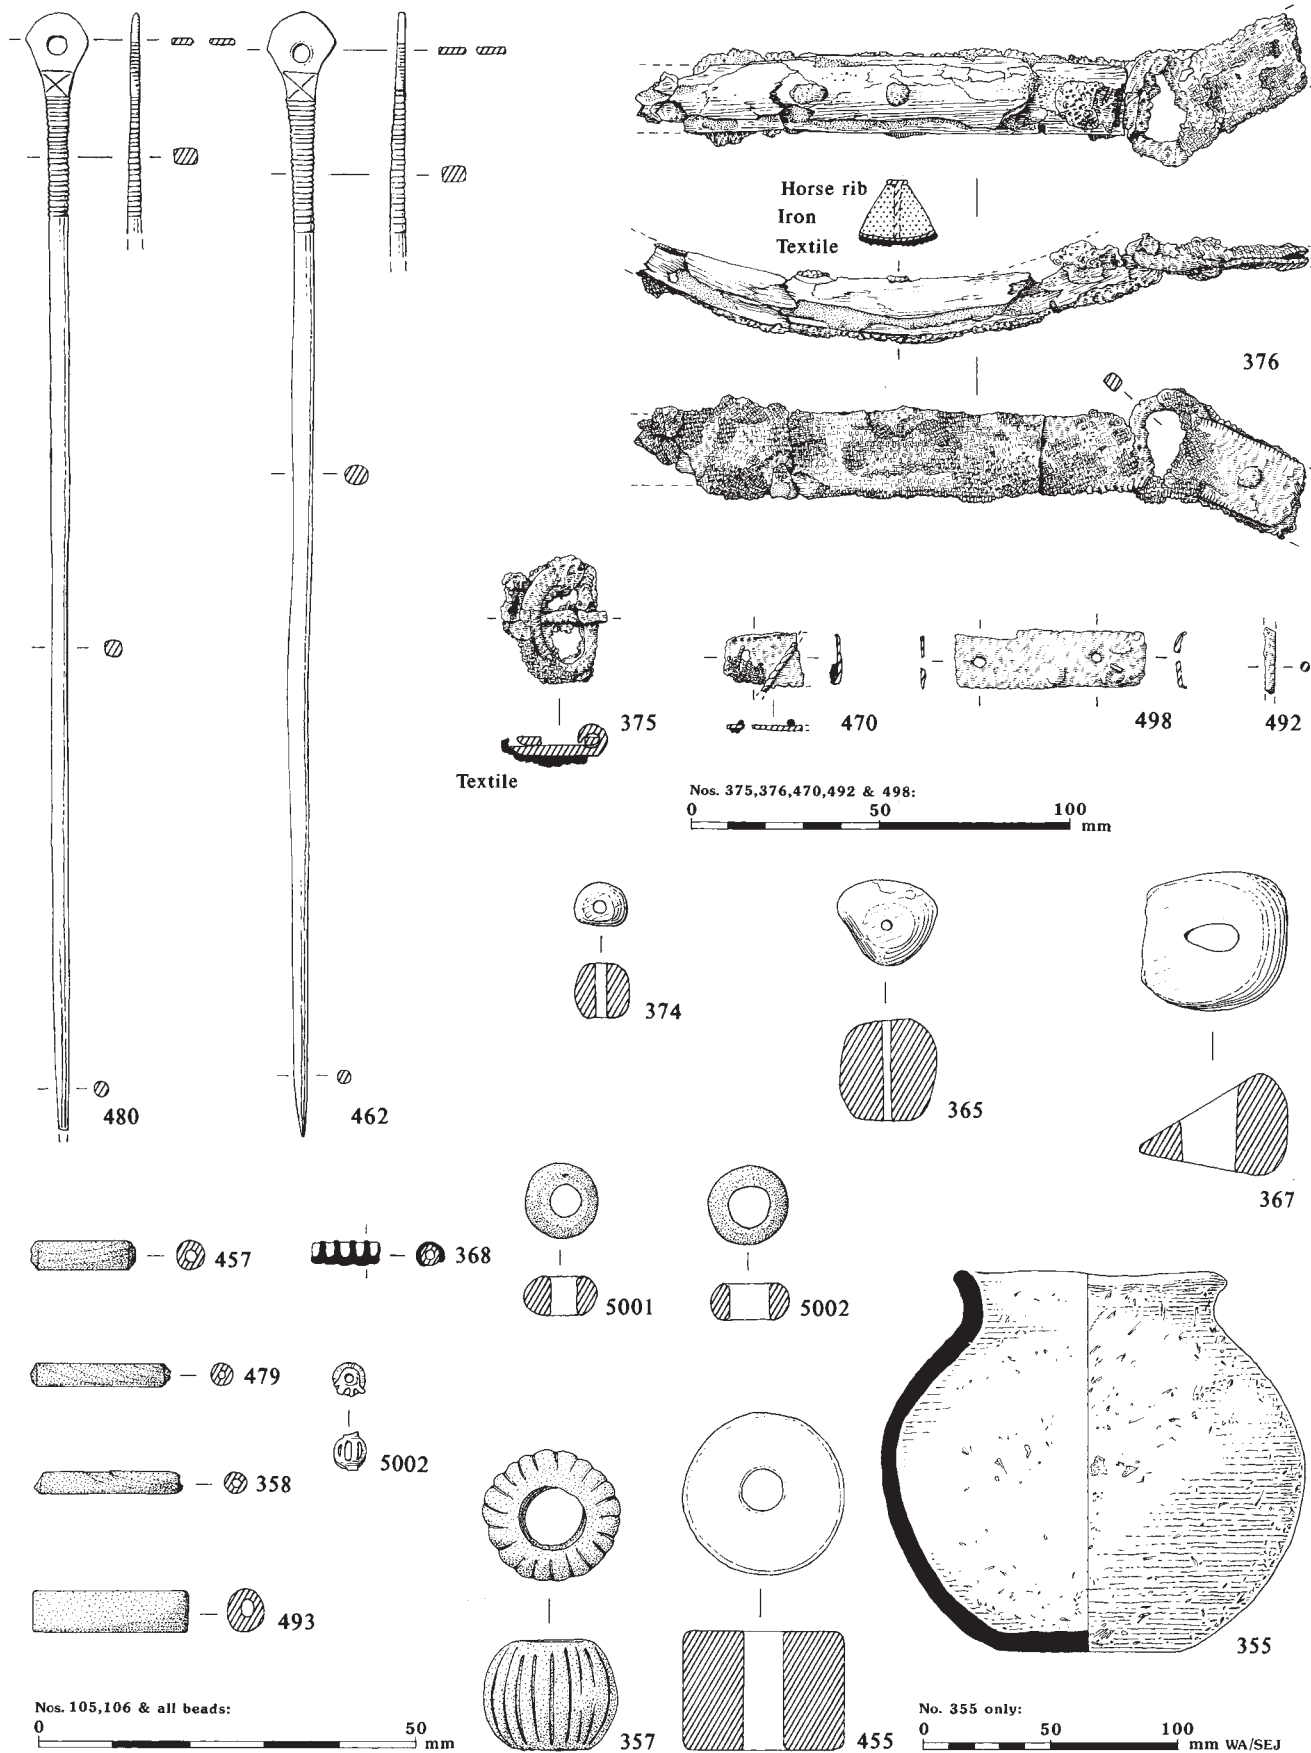 Horse rib
Iron
Textile
376
375
Textile
470
498
492
Nos. 375,376,470,492 & 498:
0 50 100
mm
374
365
367
480
462
457
368
5001
5002
479
5002
358
493
357
455
355
Nos. 105,106 & all beads:
0 50
mm
No. 355 only:
0 50 100
mm WA/SEJ